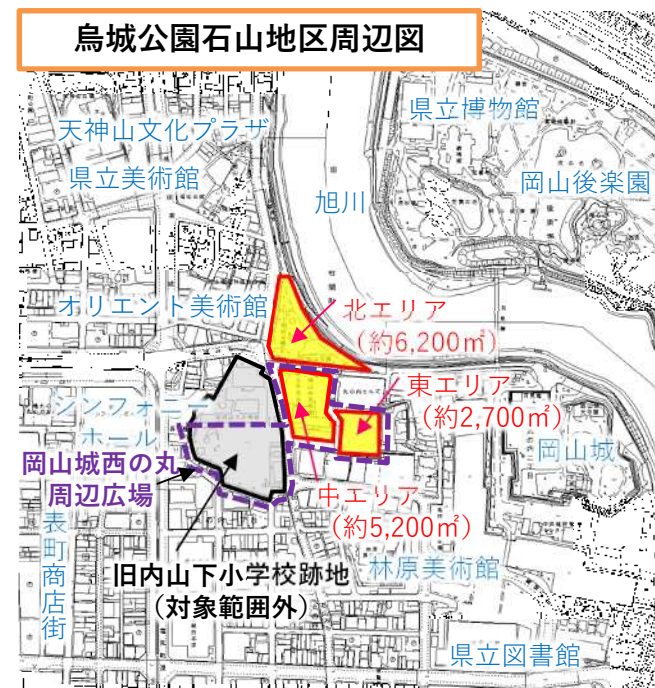 烏城公園石山地区周辺図
県立博物館
天神山文化プラザ
県立美術館
岡山後楽園
旭川
オリエント美術館
北エリア
(約6,200㎡)
東エリア
(約2,700㎡)
シンフォニー
ホール
岡山城
岡山城西の丸
周辺広場
中エリア
(約5,200㎡)
表町商店街
旧内山下小学校跡地
(対象範囲外)
林原美術館
県立図書館